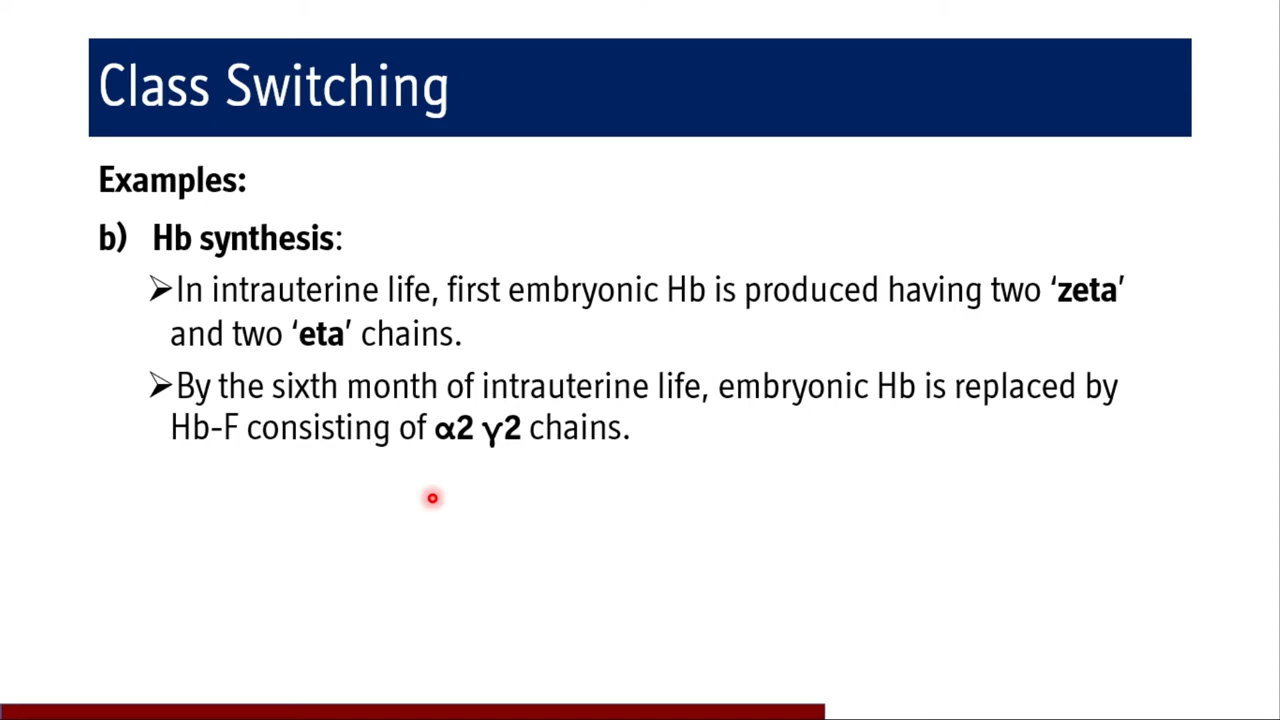 Class Switching
Examples:
b) Hb synthesis:
➢In intrauterine life, first embryonic Hb is produced having two ‘zeta’
and two ‘eta’ chains.
➢By the sixth month of intrauterine life, embryonic Hb is replaced by
Hb-F consisting of α2 γ2 chains.